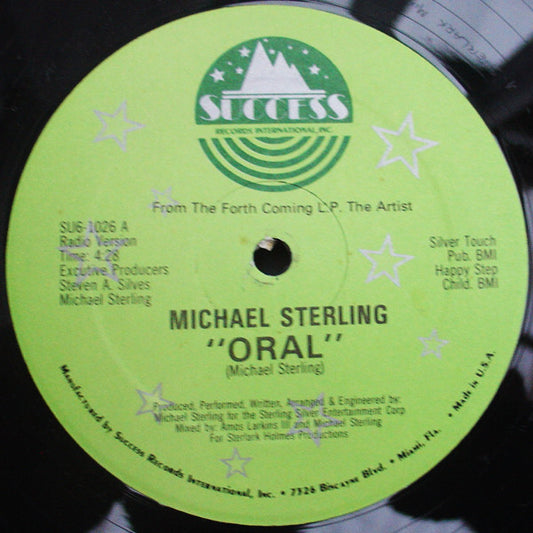 SUCCESS
RECORDS INTERNATIONAL, INC.
From The Forth Coming L.P. The Artist
SU6-1026 A
Radio Version
Time: 4:28
Excutive Producers
Steven A. Silves
Michael Sterling
Silver Touch
Pub. BMI
Happy Step
Child. BMI
MICHAEL STERLING
"ORAL"
(Michael Sterling)
Produced, Performed, Written, Arranged & Engineered by:
Michael Sterling for the Sterling Silver Entertainment Corp
Mixed by: Amos Larkins III and Michael Sterling
For Sterlark Holmes Productions
Manufactured by Success Records International, Inc. • 7326 Biscayne Blvd. • Miami, Fla. • Made in U.S.A.